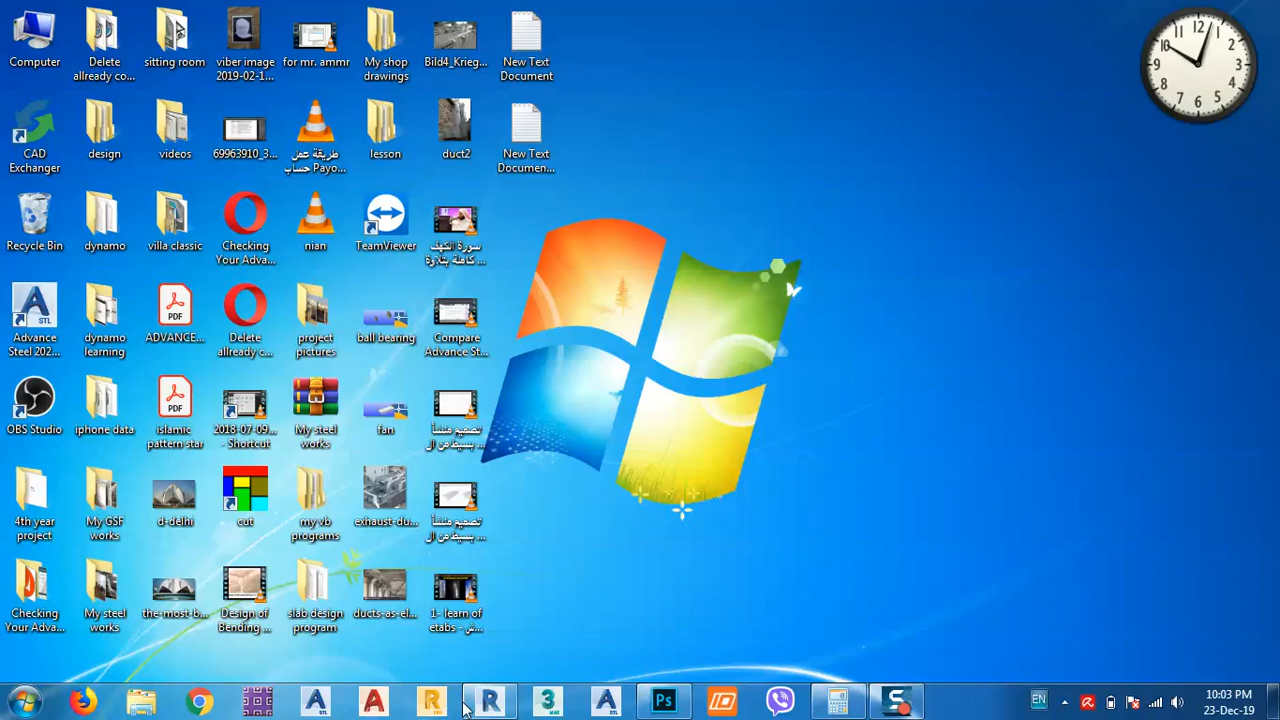 Computer
Delete
allready co...
sitting room
viber image
2019-02-1...
for mr. ammr
My shop
drawings
Bild4_Krieg...
New Text
Document
CAD
Exchanger
design
videos
69963910_3...
طريقة عمل
حساب Payo...
lesson
duct2
New Text
Documen...
Recycle Bin
dynamo
villa classic
Checking
Your Adva...
nian
TeamViewer
سورة الكهف
كاملة بتلاوة ...
Advance
Steel 202...
dynamo
learning
ADVANCE...
Delete
allready c...
project
pictures
ball bearing
Compare
Advance St...
OBS Studio
iphone data
islamic
pattern star
2018-07-09...
- Shortcut
My steel
works
fan
تصميم منشأ
بسيط من ال ...
4th year
project
My GSF
works
d-delhi
cut
my vb
programs
exhaust-du...
تصميم منشأ
بسيط من ال ...
Checking
Your Adva...
My steel
works
the-most-b...
Design of
Bending ...
slab design
program
ducts-as-el...
1- learn of
etabs - ش...
EN
10:03 PM
23-Dec-19